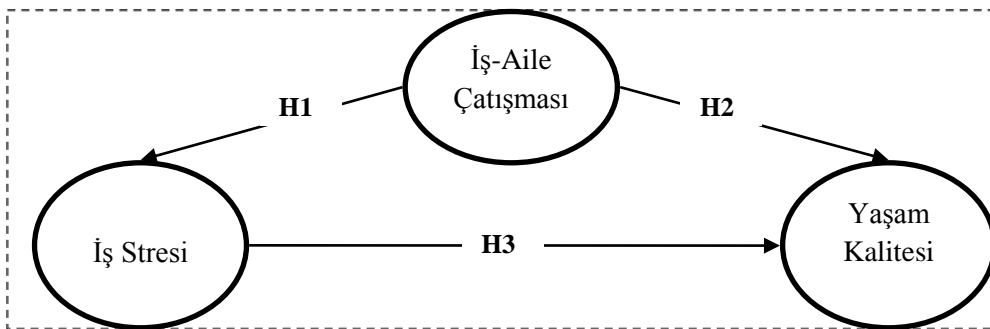 İş-Aile
Çatışması
H1
H2
İş Stresi
H3
Yaşam
Kalitesi